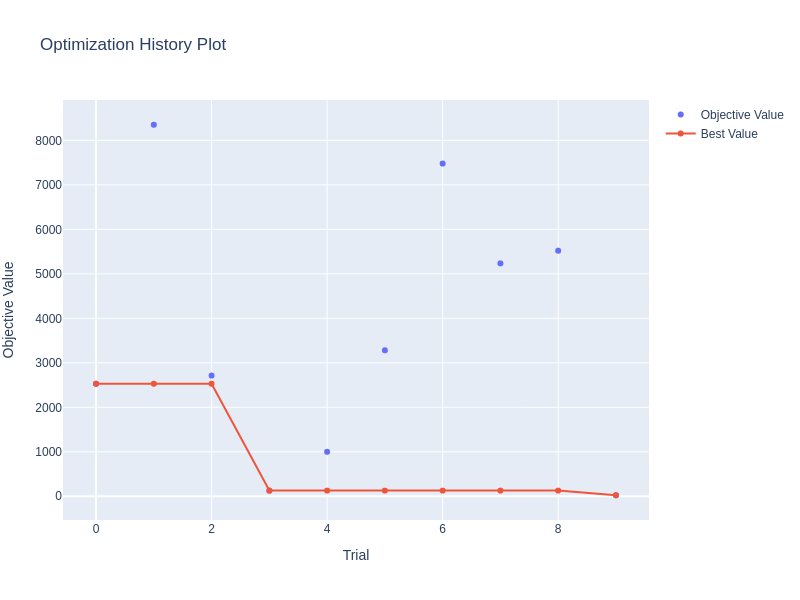 Optimization History Plot
Objective Value
Best Value
8000
7000
6000
5000
4000
3000
2000
1000
0
Objective Value
0 2 4 6 8
Trial